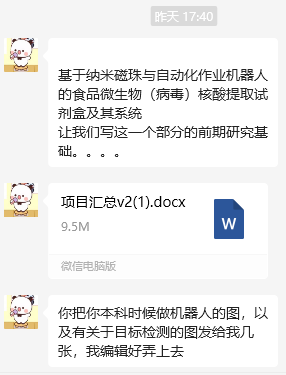 昨天 17:40
基于纳米磁珠与自动化作业机器人
的食品微生物（病毒）核酸提取试
剂盒及其系统
让我们写这一个部分的前期研究基
础。。。。
项目汇总v2(1).docx
9.5M
W
微信电脑版
你把你本科时候做机器人的图，以
及有关于目标检测的图发给我几
张，我编辑好弄上去